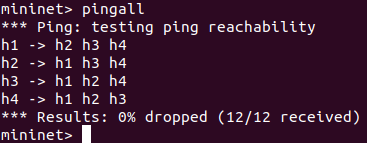 mininet> pingall
*** Ping: testing ping reachability
h1 -> h2 h3 h4
h2 -> h1 h3 h4
h3 -> h1 h2 h4
h4 -> h1 h2 h3
*** Results: 0% dropped (12/12 received)
mininet>